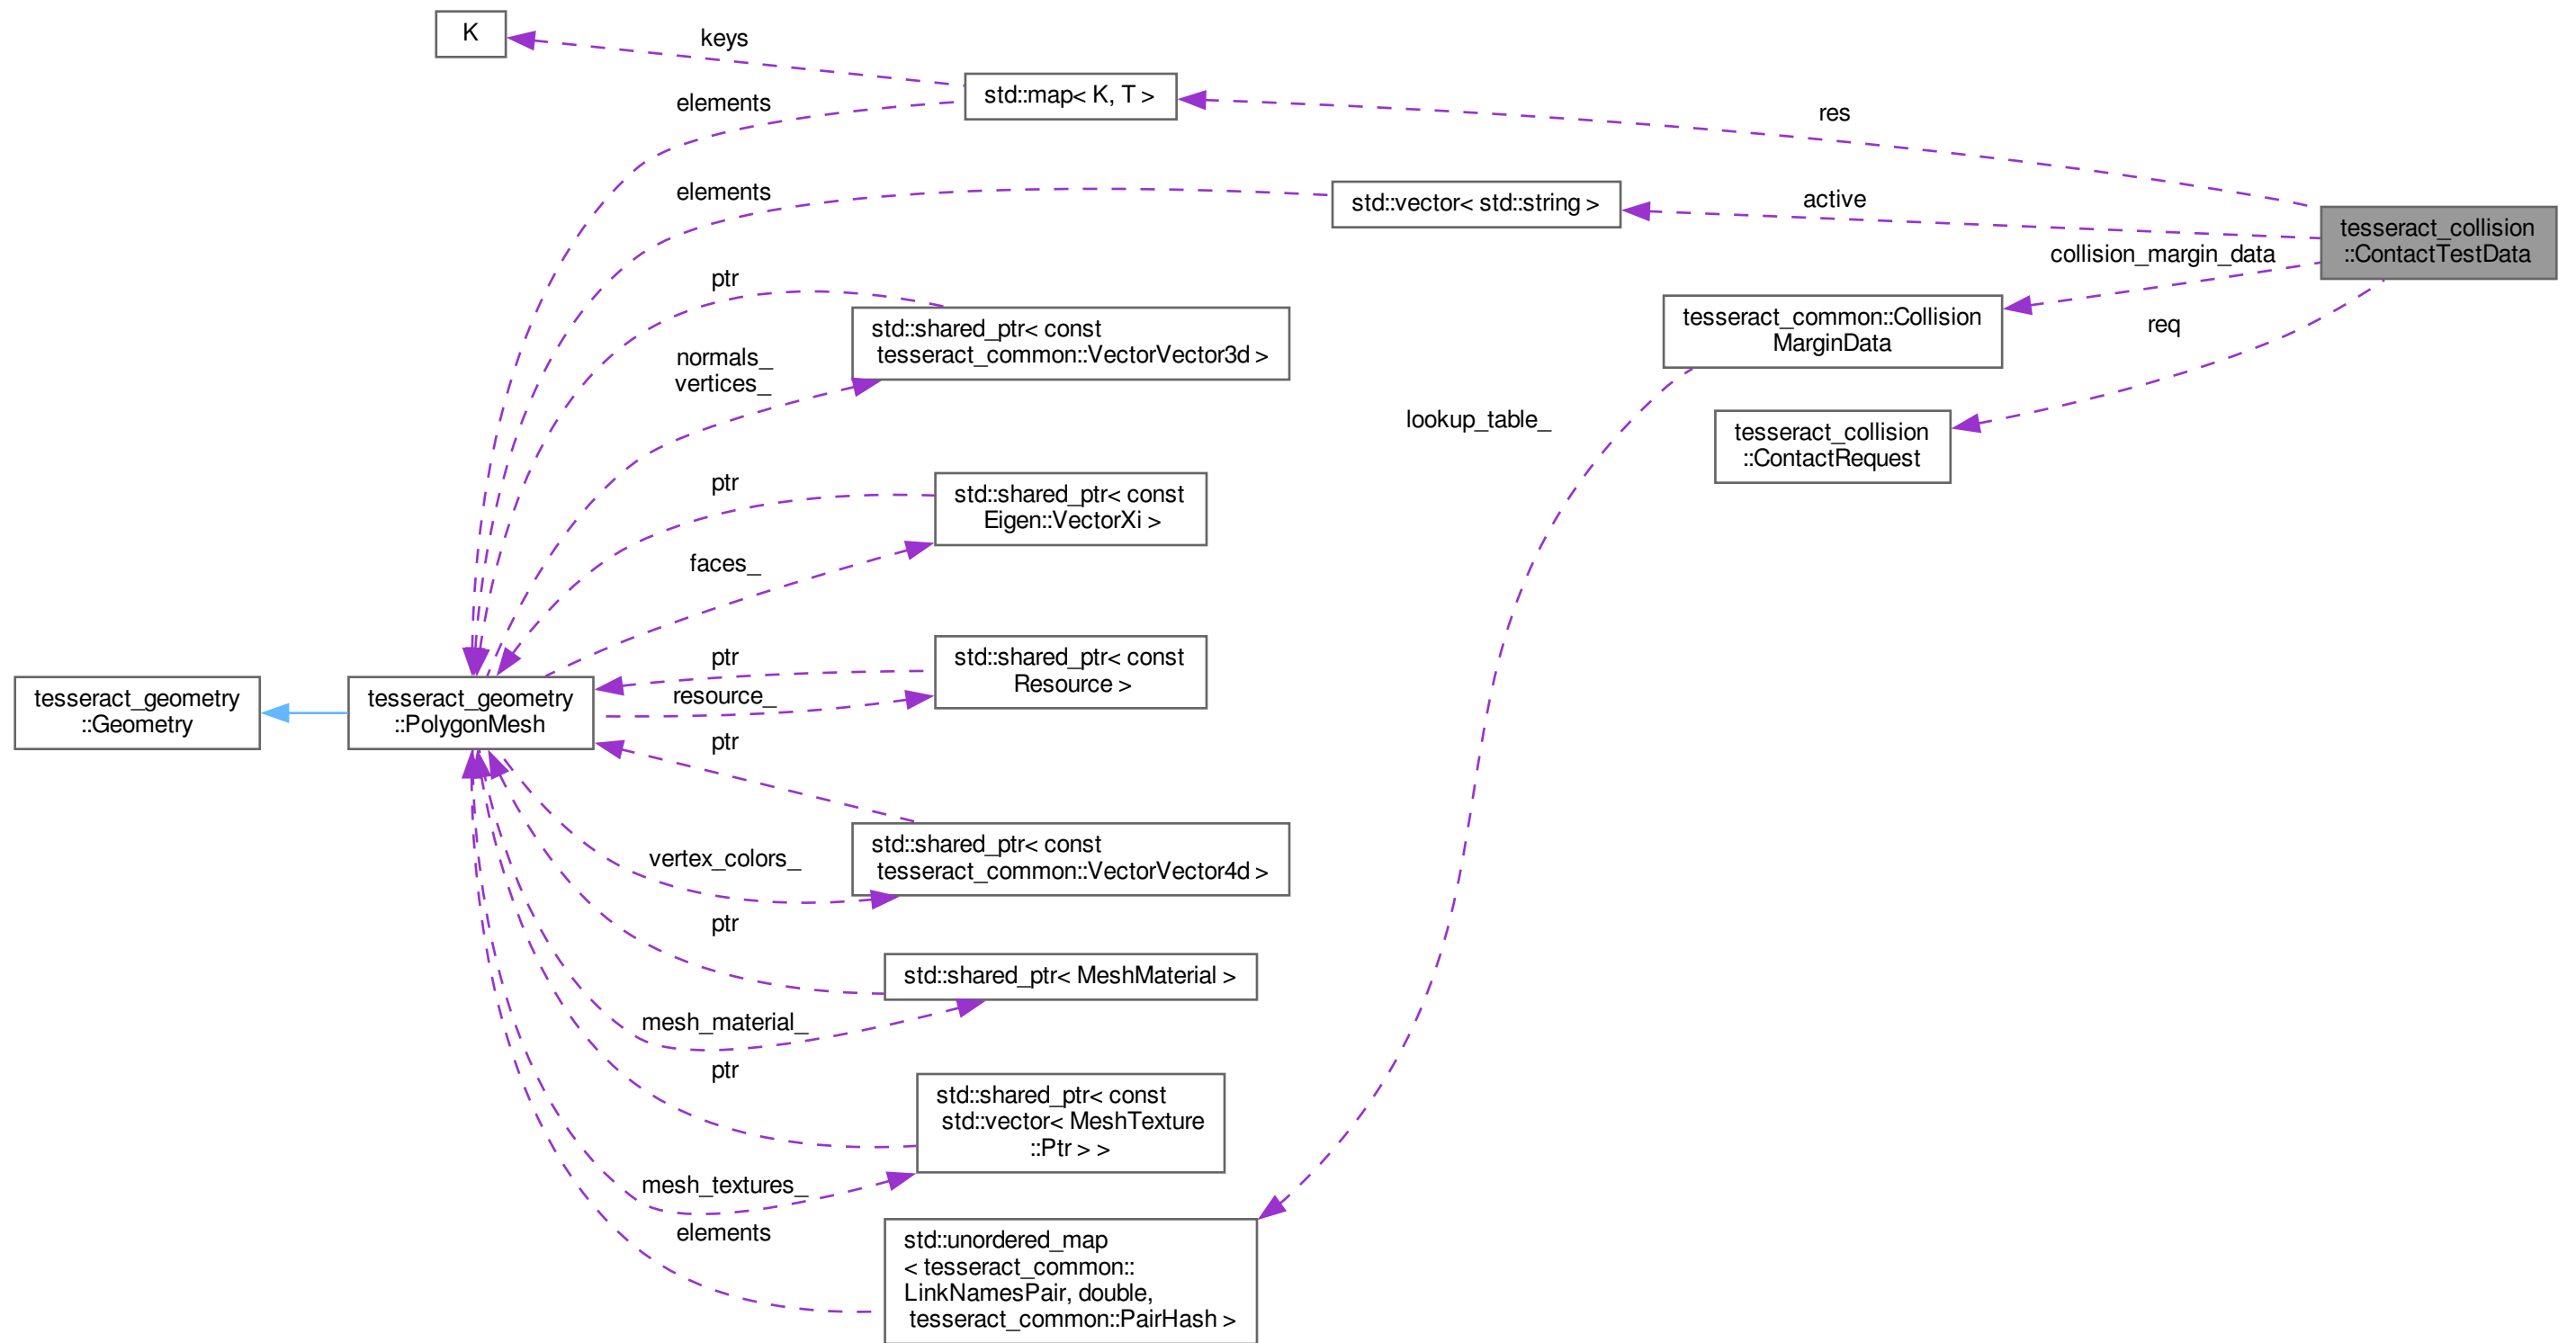 K
keys
std::map< K, T >
elements
res
elements
std::vector< std::string >
active
tesseract_collision
::ContactTestData
collision_margin_data
ptr
std::shared_ptr< const
tesseract_common::VectorVector3d >
tesseract_common::Collision
MarginData
req
normals_
vertices_
lookup_table_
tesseract_collision
::ContactRequest
ptr
std::shared_ptr< const
Eigen::VectorXi >
faces_
ptr
std::shared_ptr< const
Resource >
resource_
tesseract_geometry
::Geometry
tesseract_geometry
::PolygonMesh
ptr
std::shared_ptr< const
tesseract_common::VectorVector4d >
vertex_colors_
ptr
std::shared_ptr< MeshMaterial >
mesh_material_
ptr
std::shared_ptr< const
std::vector< MeshTexture
::Ptr > >
mesh_textures_
elements
std::unordered_map
< tesseract_common::
LinkNamesPair, double,
tesseract_common::PairHash >